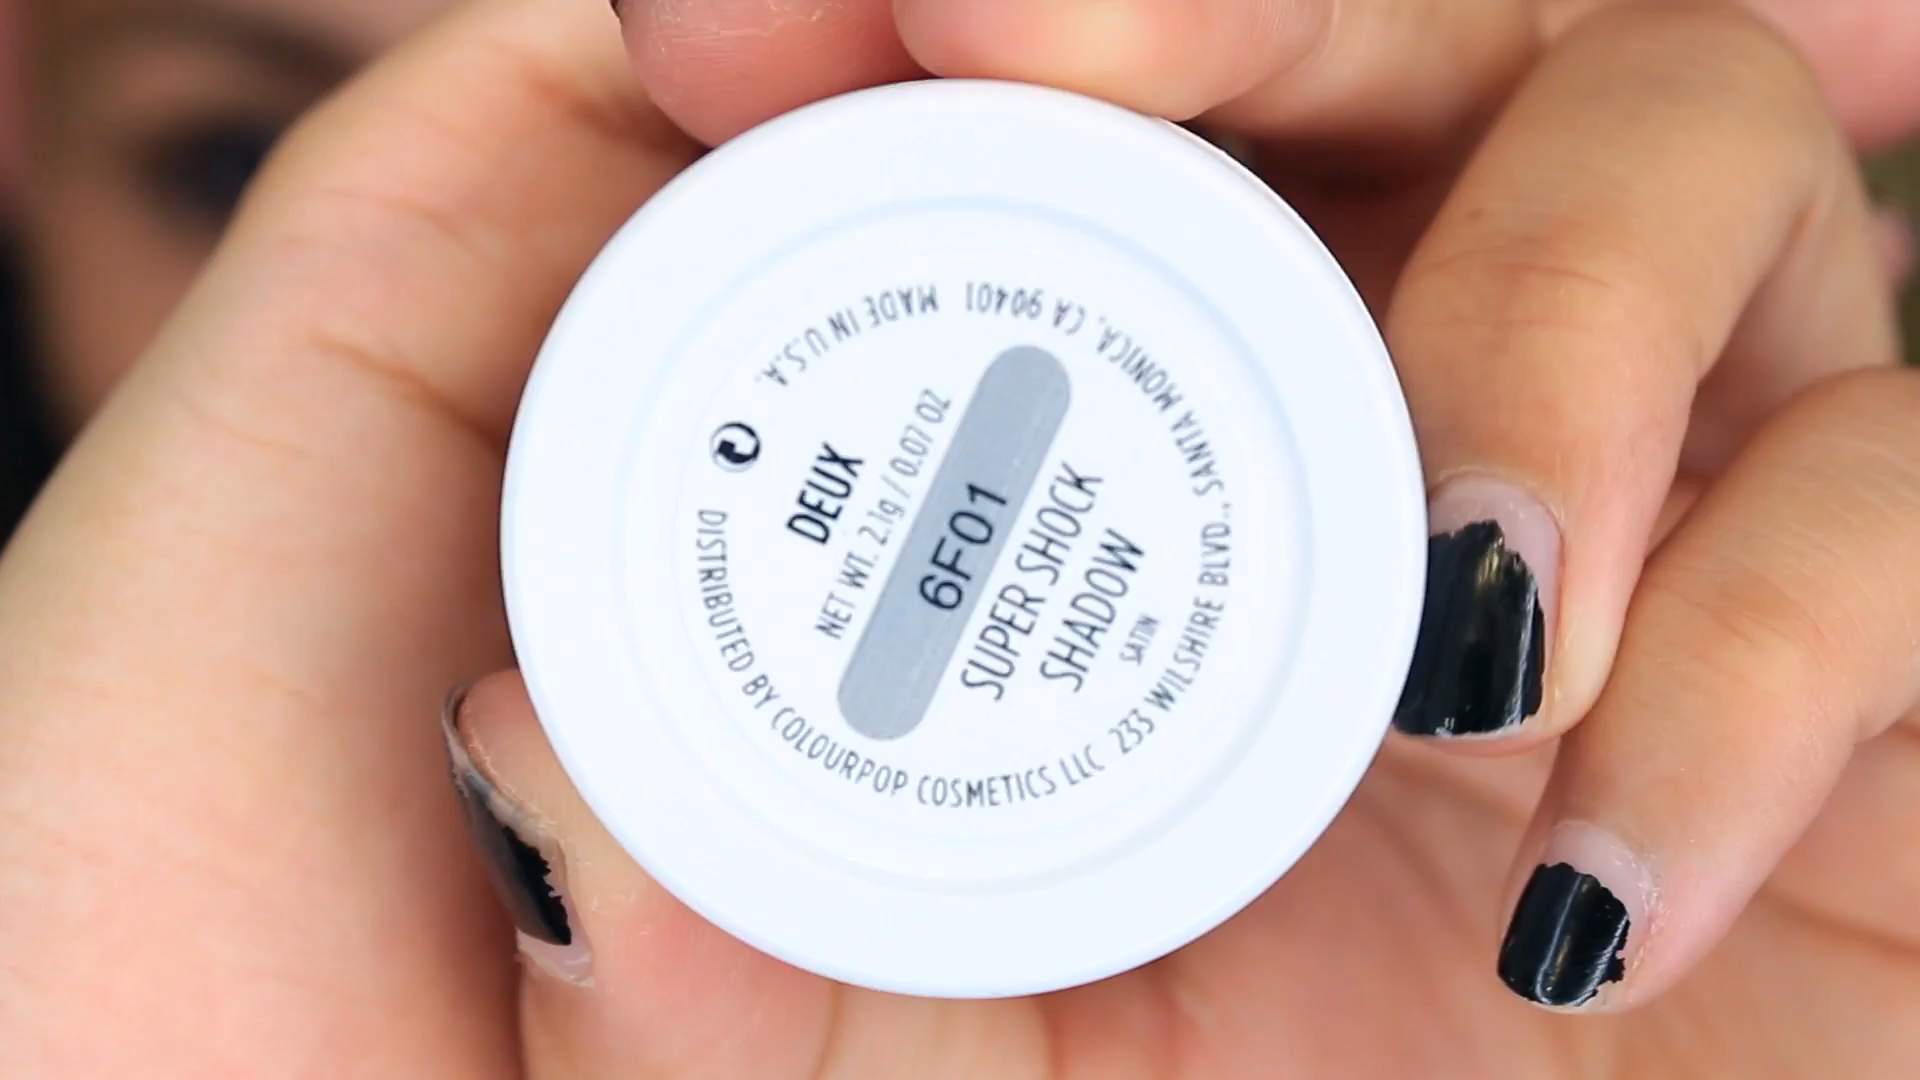 DEUX
NET WT. 2.1g / 0.07 OZ
6F01
SUPER SHOCK
SHADOW
SATIN
DISTRIBUTED BY COLOURPOP COSMETICS LLC 233 WILSHIRE BLVD., SANTA MONICA, CA 90401 MADE IN U.S.A.